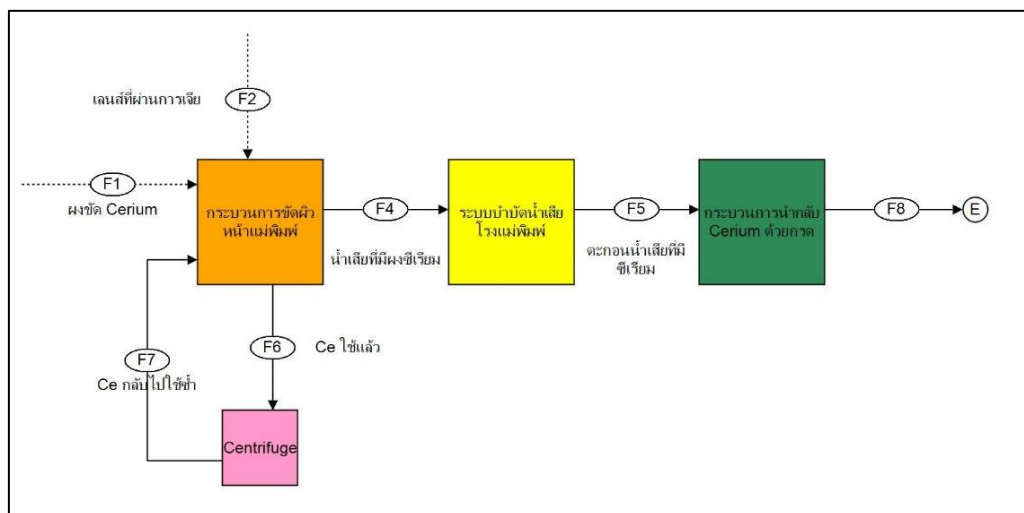 F2
เลนส์ที่ผ่านการเจีย
F1
ผงขัด Cerium
กระบวนการขัดผิว
หน้าแม่พิมพ์
F4
น้ำเสียที่มีผงซีเรียม
ระบบบำบัดน้ำเสีย
โรงแม่พิมพ์
F5
ตะกอนน้ำเสียที่มี
ซีเรียม
กระบวนการนำกลับ
Cerium ด้วยกรด
F8
E
F6
Ce ใช้แล้ว
F7
Ce กลับไปใช้ซ้ำ
Centrifuge